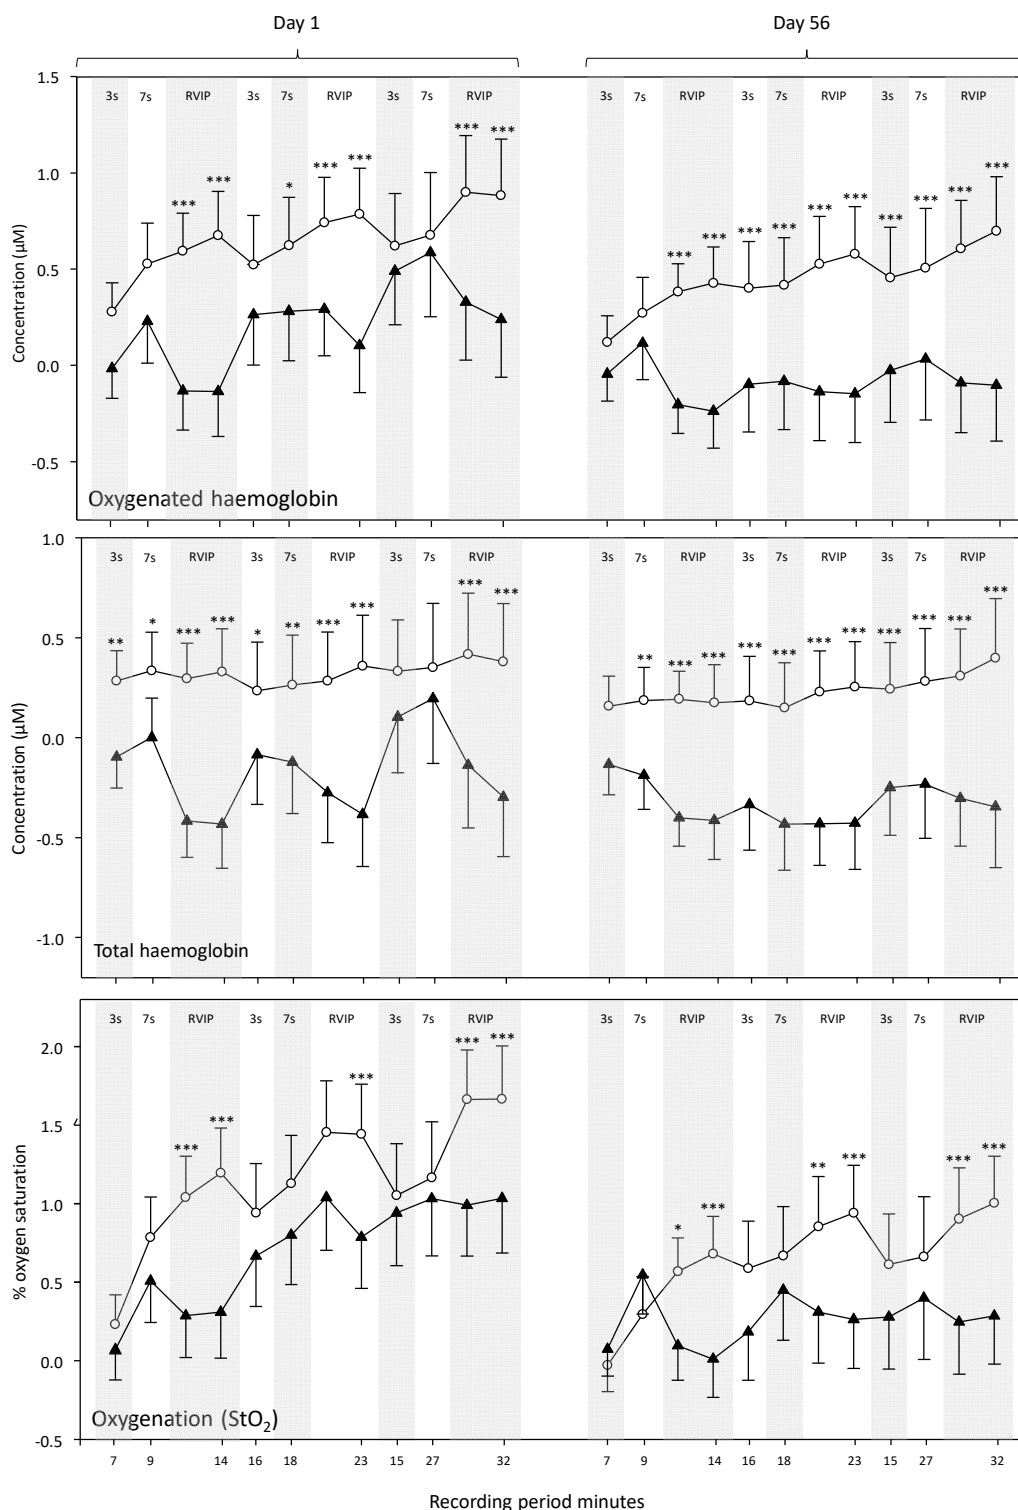 Day 1 Day 56
1.5
3s 7s RVIP 3s 7s RVIP 3s 7s RVIP 3s 7s RVIP 3s 7s RVIP 3s 7s RVIP
*** *** * *** *** *** *** *** *** *** *** *** *** *** *** *** ***
1.0
0.5
0.0
-0.5
Concentration (µM)
Oxygenated haemoglobin
1.0
3s 7s RVIP 3s 7s RVIP 3s 7s RVIP 3s 7s RVIP 3s 7s RVIP 3s 7s RVIP
** * *** *** * ** *** *** *** *** ** *** *** *** *** *** *** *** *** *** ***
0.5
0.0
-0.5
-1.0
Concentration (µM)
Total haemoglobin
3s 7s RVIP 3s 7s RVIP 3s 7s RVIP 3s 7s RVIP 3s 7s RVIP 3s 7s RVIP
*** *** *** *** *** * *** ** *** *** ***
2.0
1.5
1.0
0.5
0.0
-0.5
% oxygen saturation
Oxygenation (StO2)
7 9 14 16 18 23 15 27 32 7 9 14 16 18 23 15 27 32
Recording period minutes